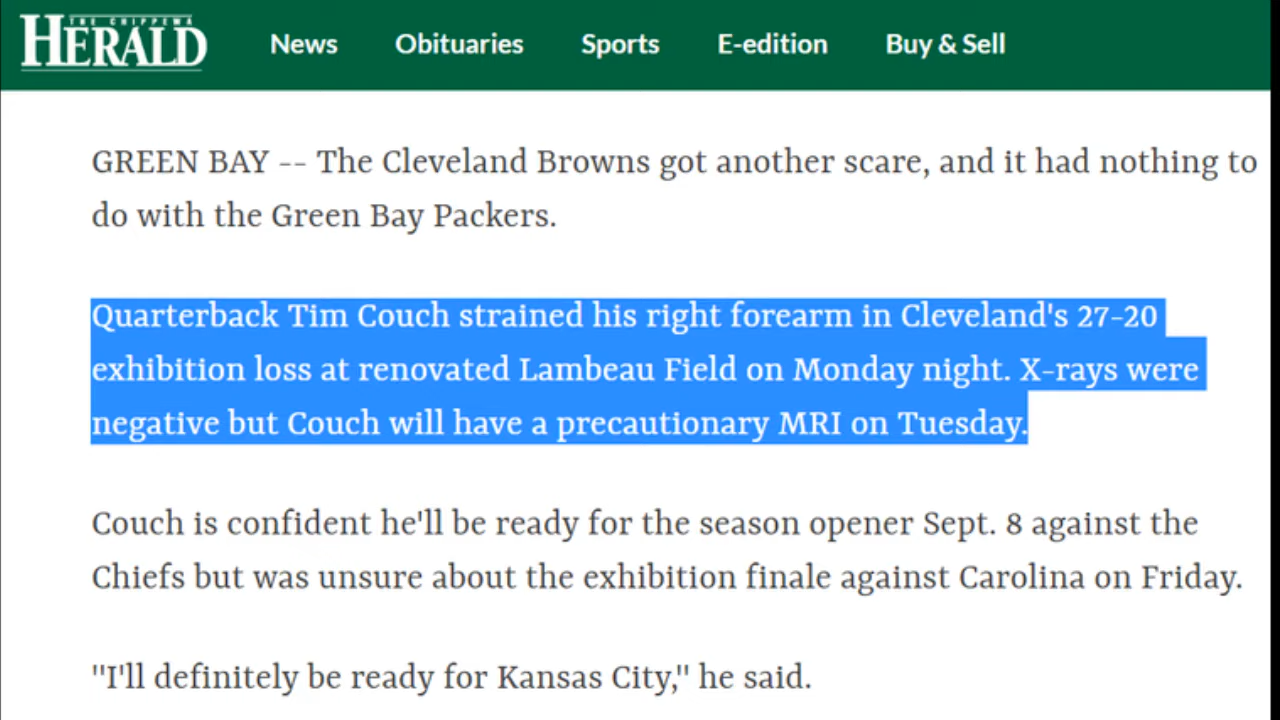 THE CHIPPEWA
HERALD
News Obituaries Sports E-edition Buy & Sell
GREEN BAY -- The Cleveland Browns got another scare, and it had nothing to
do with the Green Bay Packers.
Quarterback Tim Couch strained his right forearm in Cleveland's 27-20
exhibition loss at renovated Lambeau Field on Monday night. X-rays were
negative but Couch will have a precautionary MRI on Tuesday.
Couch is confident he'll be ready for the season opener Sept. 8 against the
Chiefs but was unsure about the exhibition finale against Carolina on Friday.
"I'll definitely be ready for Kansas City," he said.